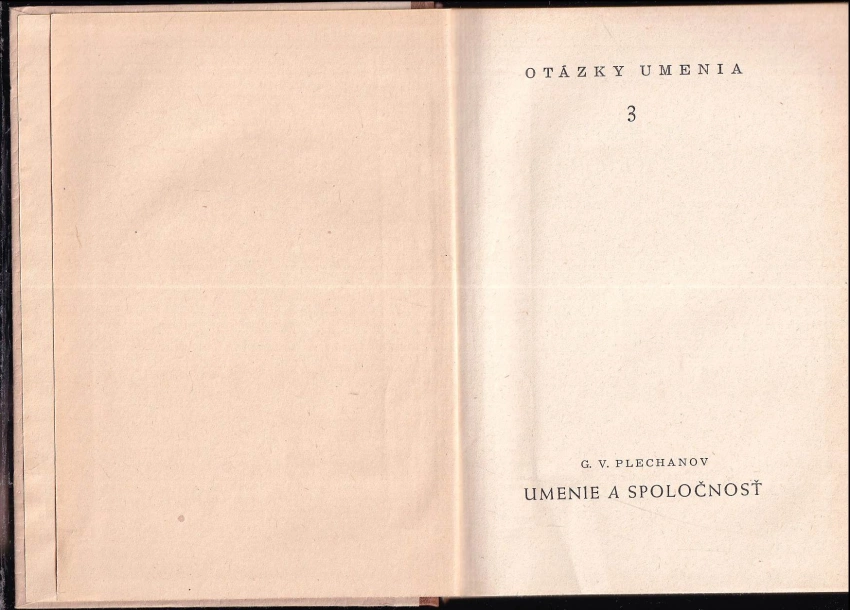 OTÁZKY UMENIA
3
G. V. PLECHANOV
UMENIE A SPOLOČNOSŤ